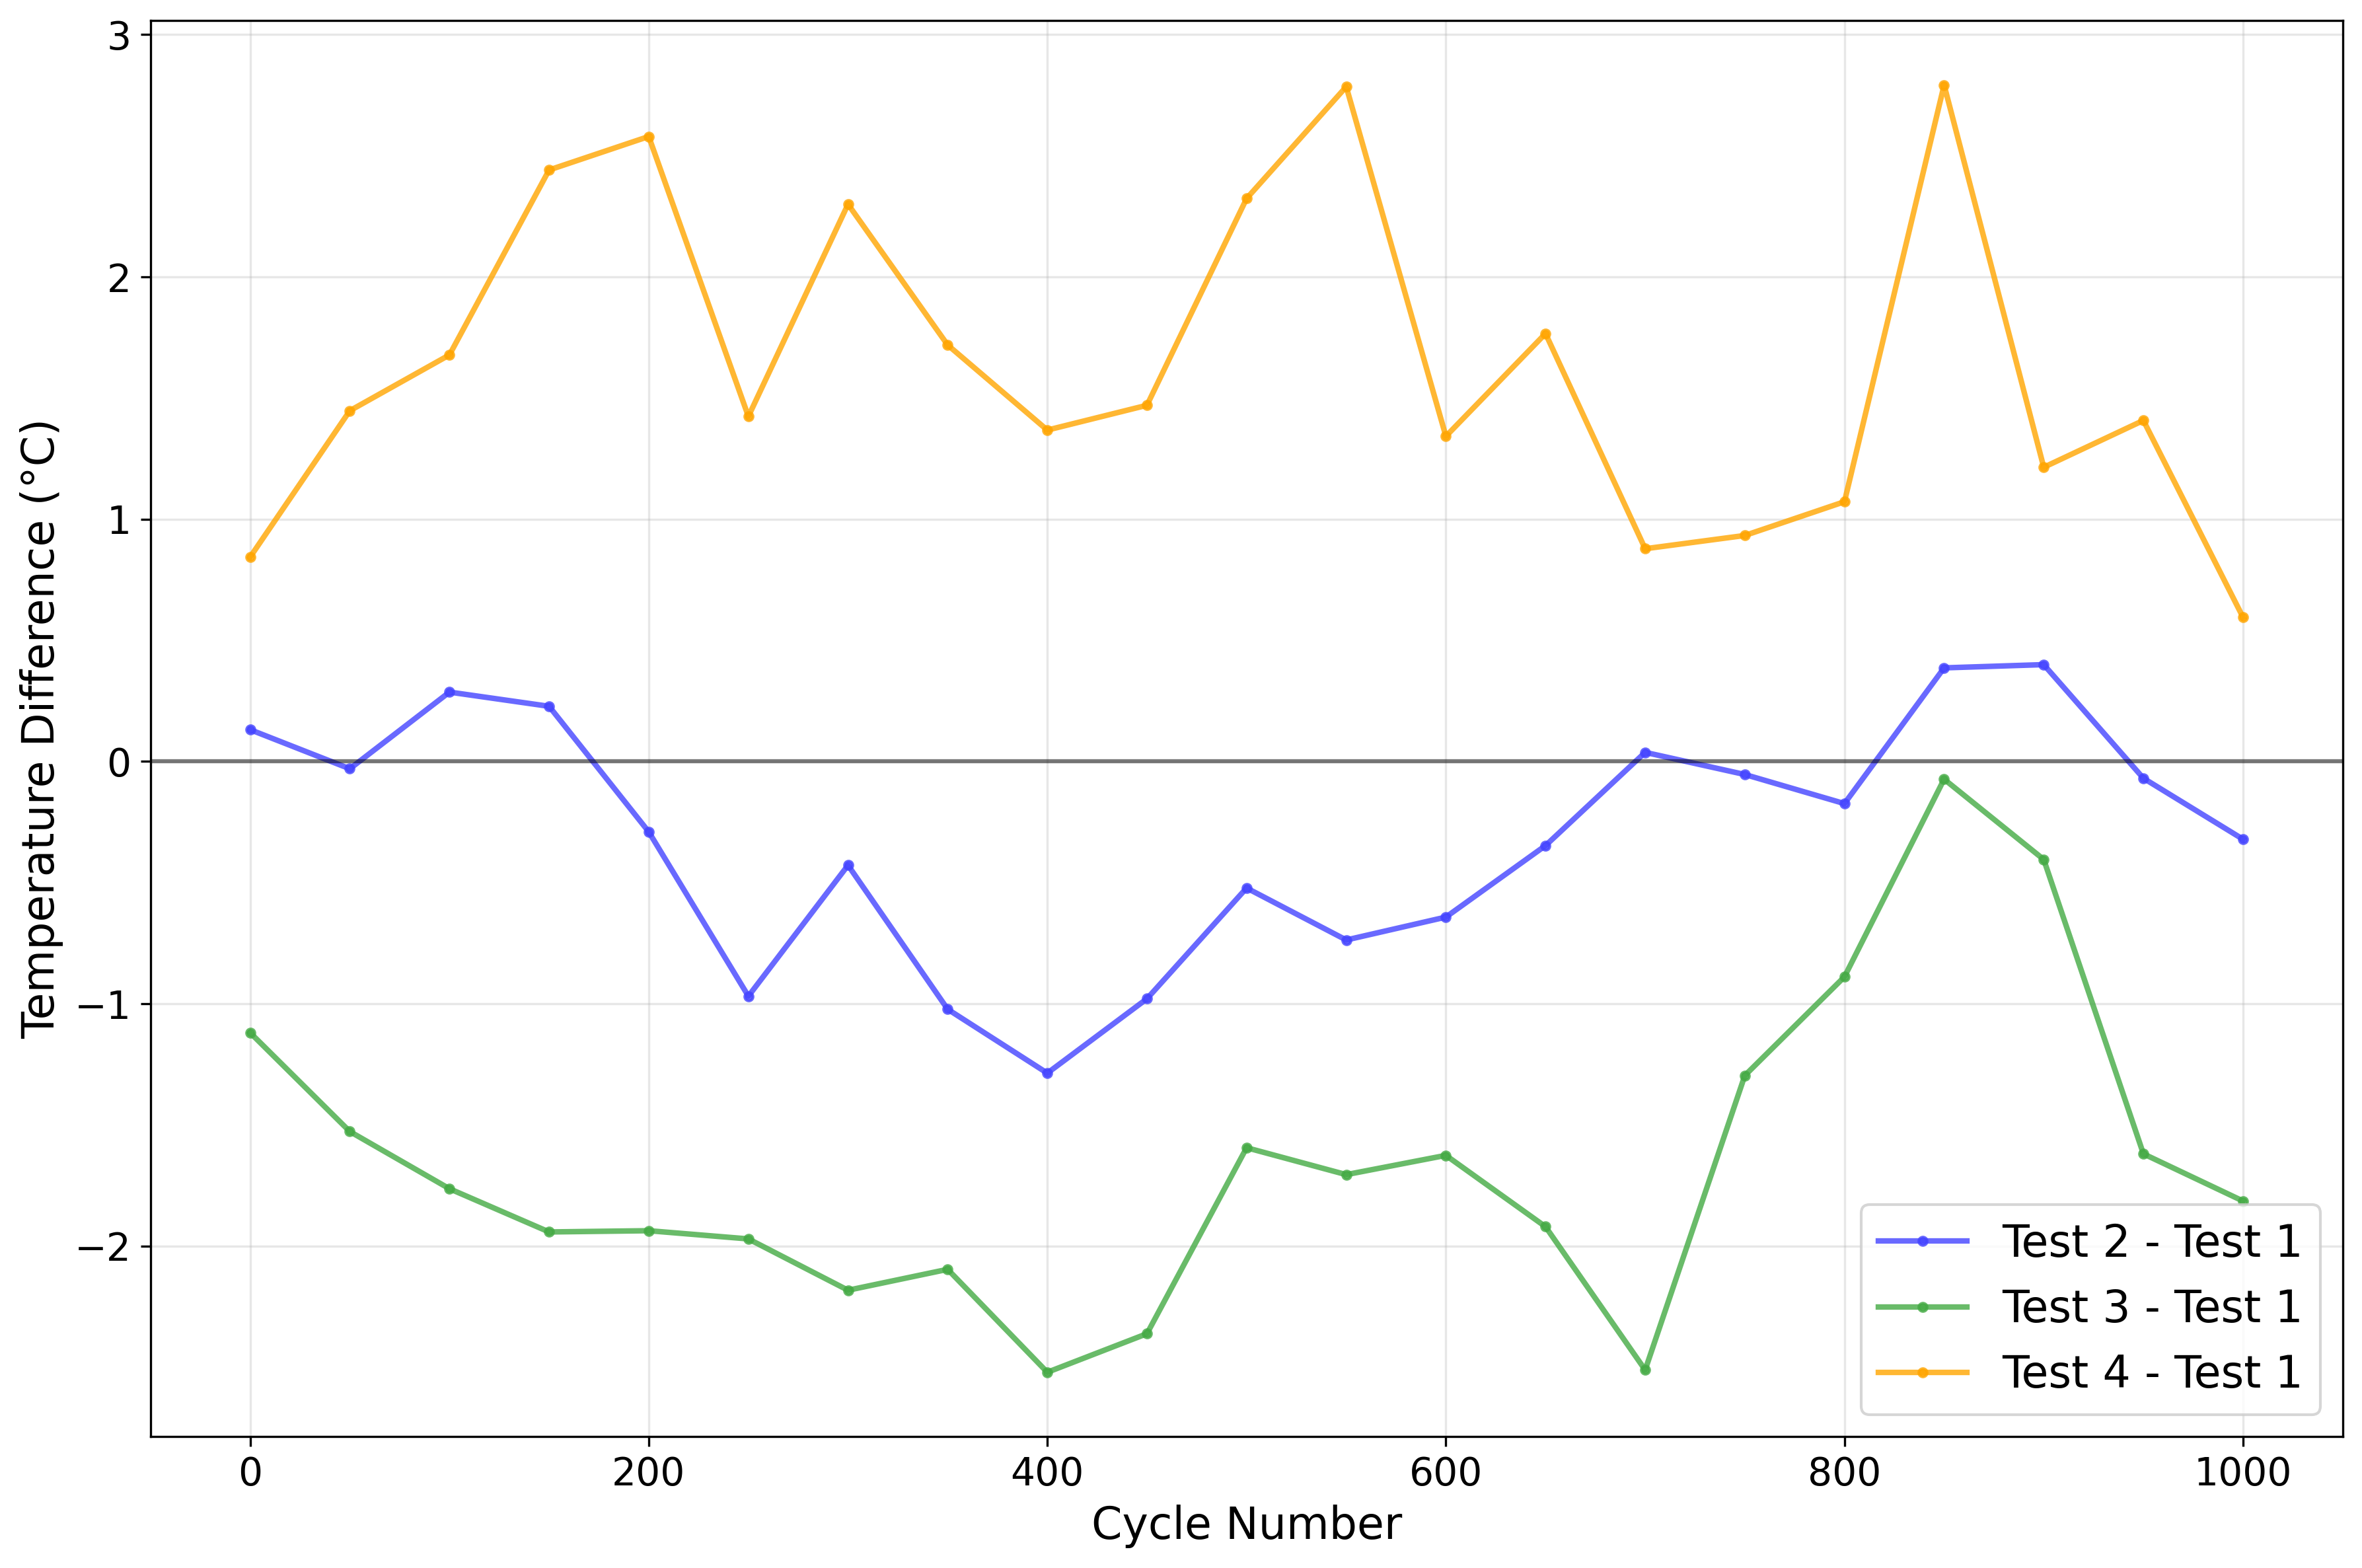 3
2
1
0
−1
−2
Temperature Difference (°C)
0
200
400
600
800
1000
Cycle Number
Test 2 - Test 1
Test 3 - Test 1
Test 4 - Test 1